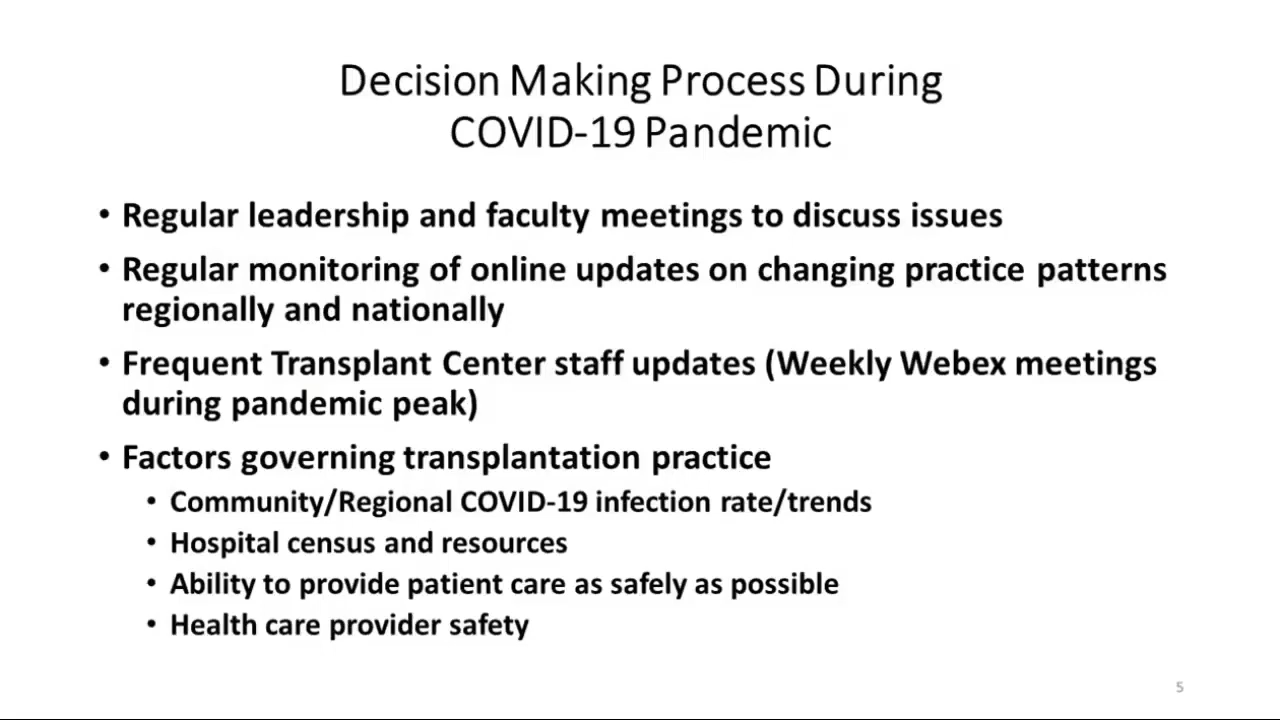 Decision Making Process During
COVID-19 Pandemic
• Regular leadership and faculty meetings to discuss issues
• Regular monitoring of online updates on changing practice patterns
regionally and nationally
• Frequent Transplant Center staff updates (Weekly Webex meetings
during pandemic peak)
• Factors governing transplantation practice
• Community/Regional COVID-19 infection rate/trends
• Hospital census and resources
• Ability to provide patient care as safely as possible
• Health care provider safety
5